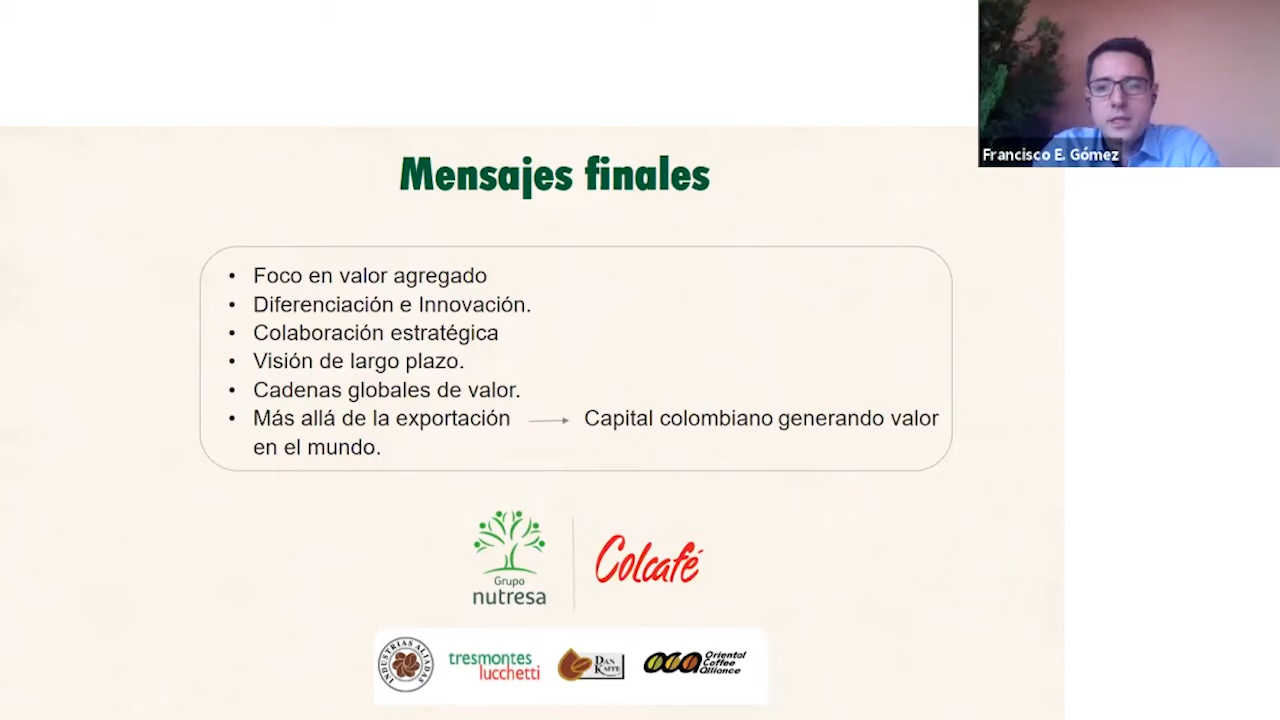 Francisco E. Gómez
Mensajes finales
• Foco en valor agregado
• Diferenciación e Innovación.
• Colaboración estratégica
• Visión de largo plazo.
• Cadenas globales de valor.
• Más allá de la exportación → Capital colombiano generando valor
en el mundo.
Grupo
nutresa
Colcafé
INDUSTRIAS ALIADAS
tresmontes
lucchetti
DAN
KAFFE
Oriental
Coffee
Alliance